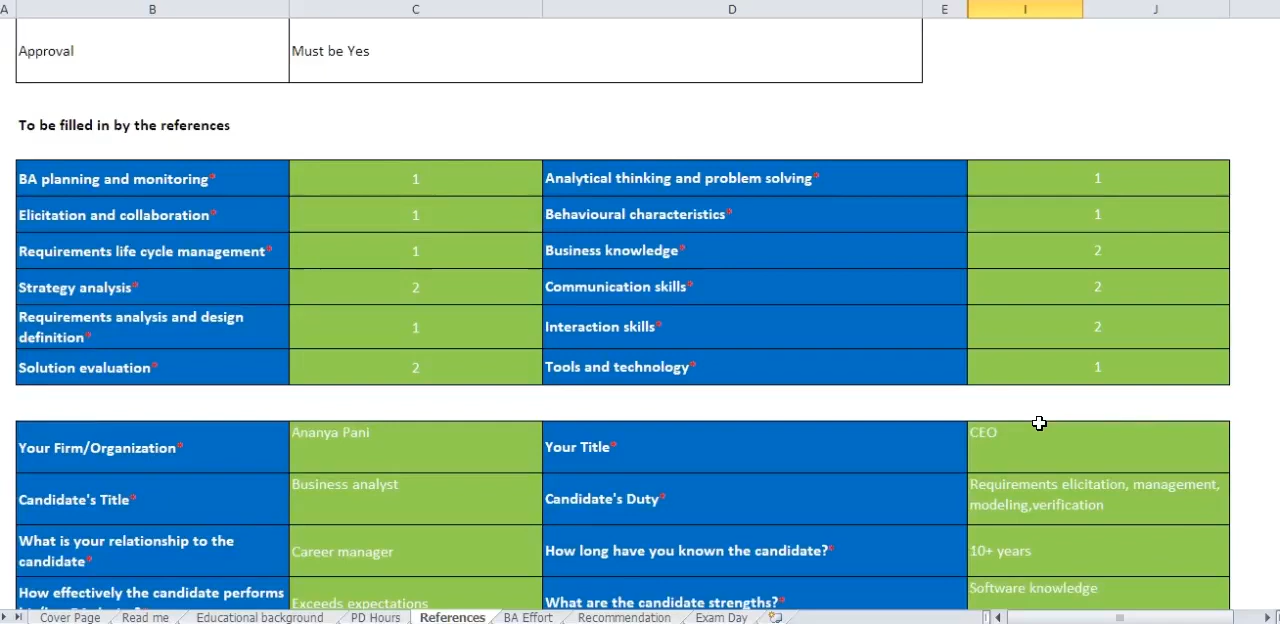 A B C D E I J
Approval Must be Yes
To be filled in by the references
BA planning and monitoring* 1 Analytical thinking and problem solving* 1
Elicitation and collaboration* 1 Behavioural characteristics* 1
Requirements life cycle management* 1 Business knowledge* 2
Strategy analysis* 2 Communication skills* 2
Requirements analysis and design
definition* 1 Interaction skills* 2
Solution evaluation* 2 Tools and technology* 1
Your Firm/Organization* Ananya Pani Your Title* CEO
Candidate's Title* Business analyst Candidate's Duty* Requirements elicitation, management,
modeling,verification
What is your relationship to the
candidate* Career manager How long have you known the candidate?* 10+ years
How effectively the candidate performs
Exceeds expectations What are the candidate strengths?* Software knowledge
Cover Page Read me Educational background PD Hours References BA Effort Recommendation Exam Day